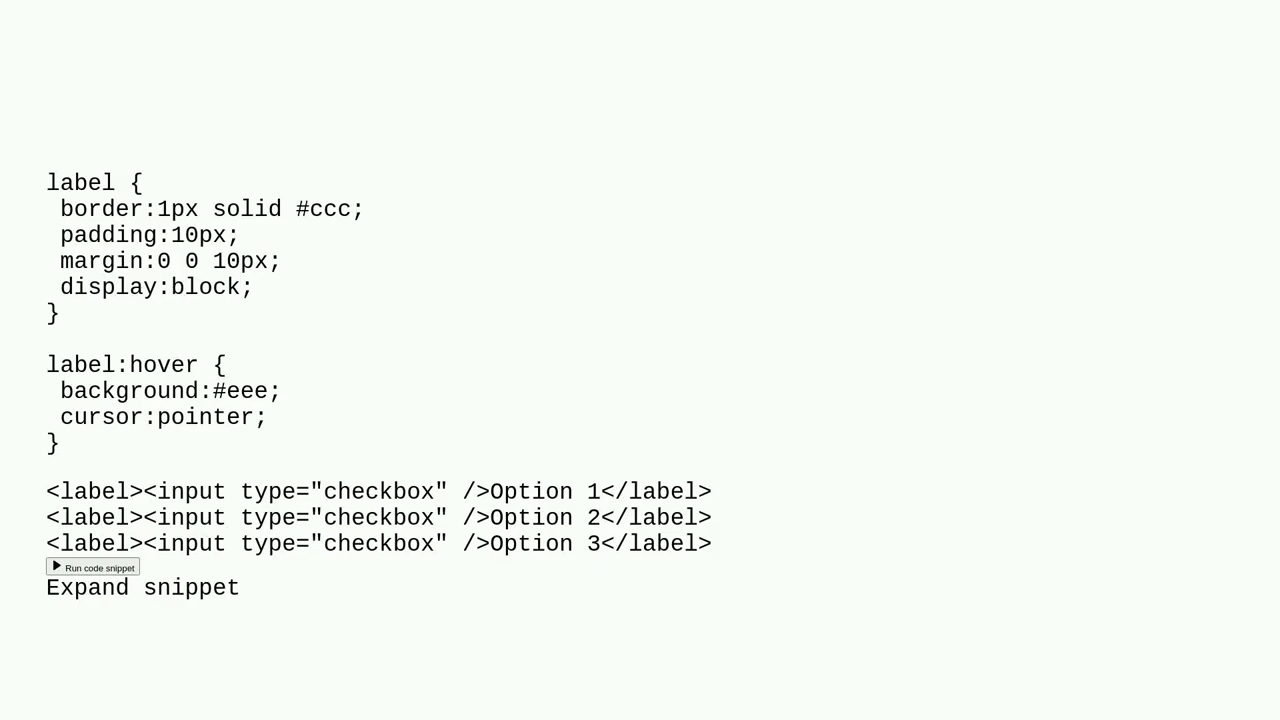 label {
 border:1px solid #ccc;
 padding:10px;
 margin:0 0 10px;
 display:block;
}
label:hover {
 background:#eee;
 cursor:pointer;
}
<label><input type="checkbox" />Option 1</label>
<label><input type="checkbox" />Option 2</label>
<label><input type="checkbox" />Option 3</label>
Run code snippet
Expand snippet